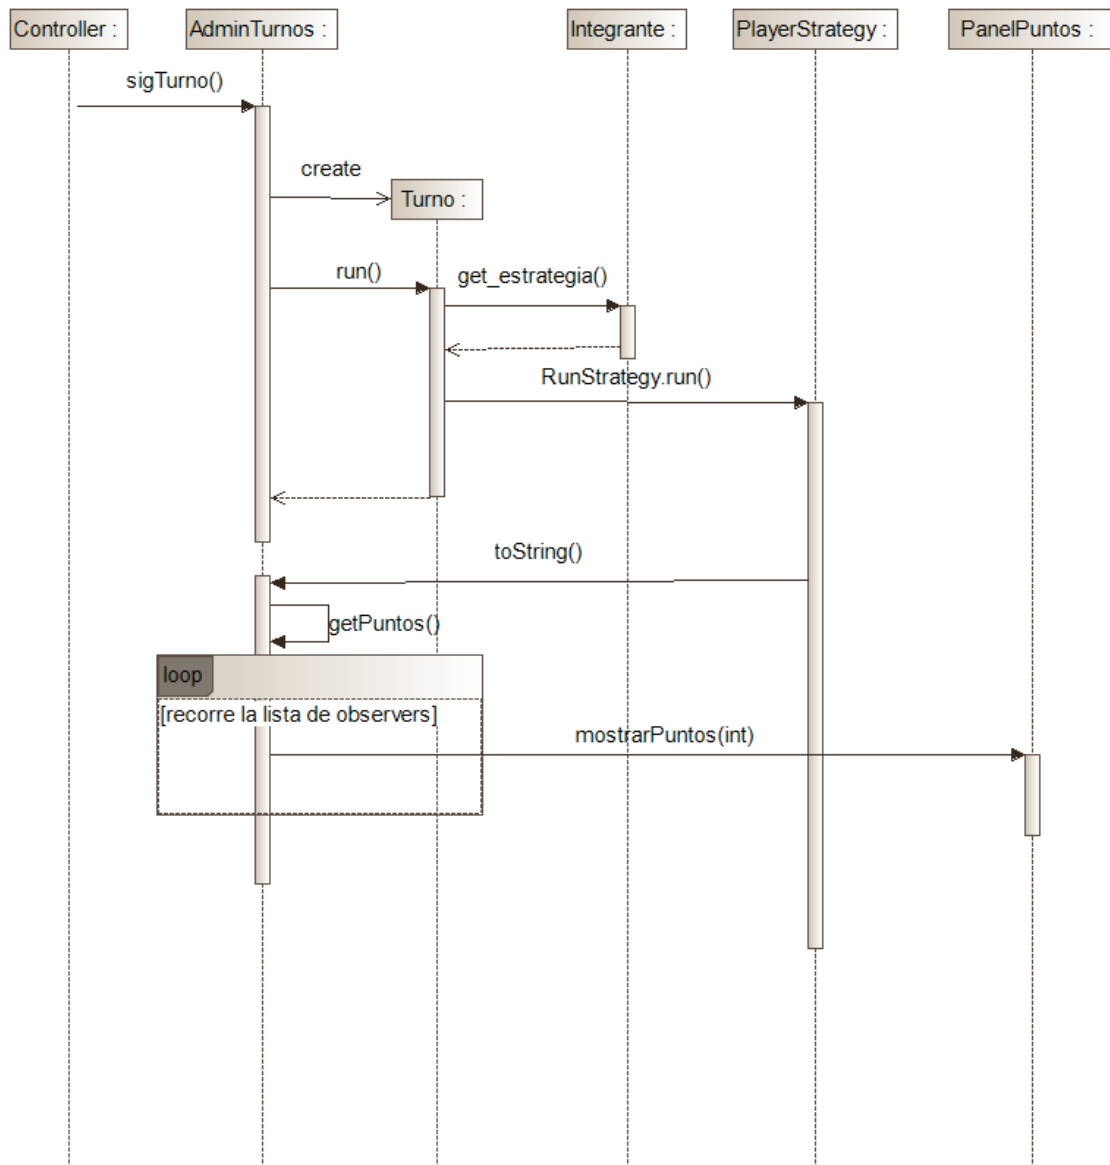 Controller :
AdminTurnos :
Integrante :
PlayerStrategy :
PanelPuntos :
sigTurno()
create
Turno :
run()
get_estrategia()
RunStrategy.run()
toString()
getPuntos()
loop
[recorre la lista de observers]
mostrarPuntos(int)